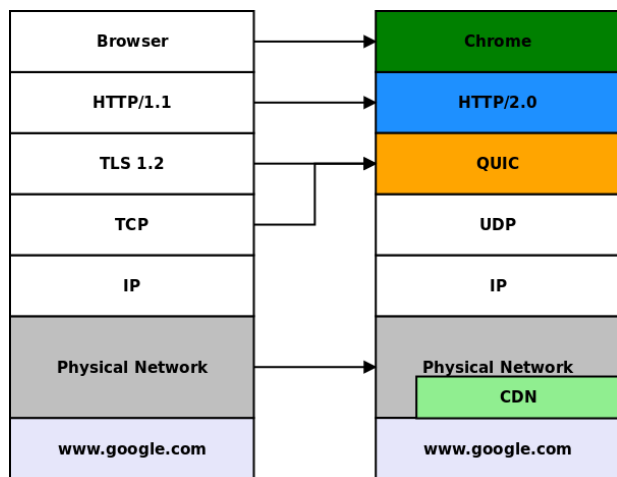 Browser
HTTP/1.1
TLS 1.2
TCP
IP
Physical Network
www.google.com
Chrome
HTTP/2.0
QUIC
UDP
IP
Physical Network
CDN
www.google.com